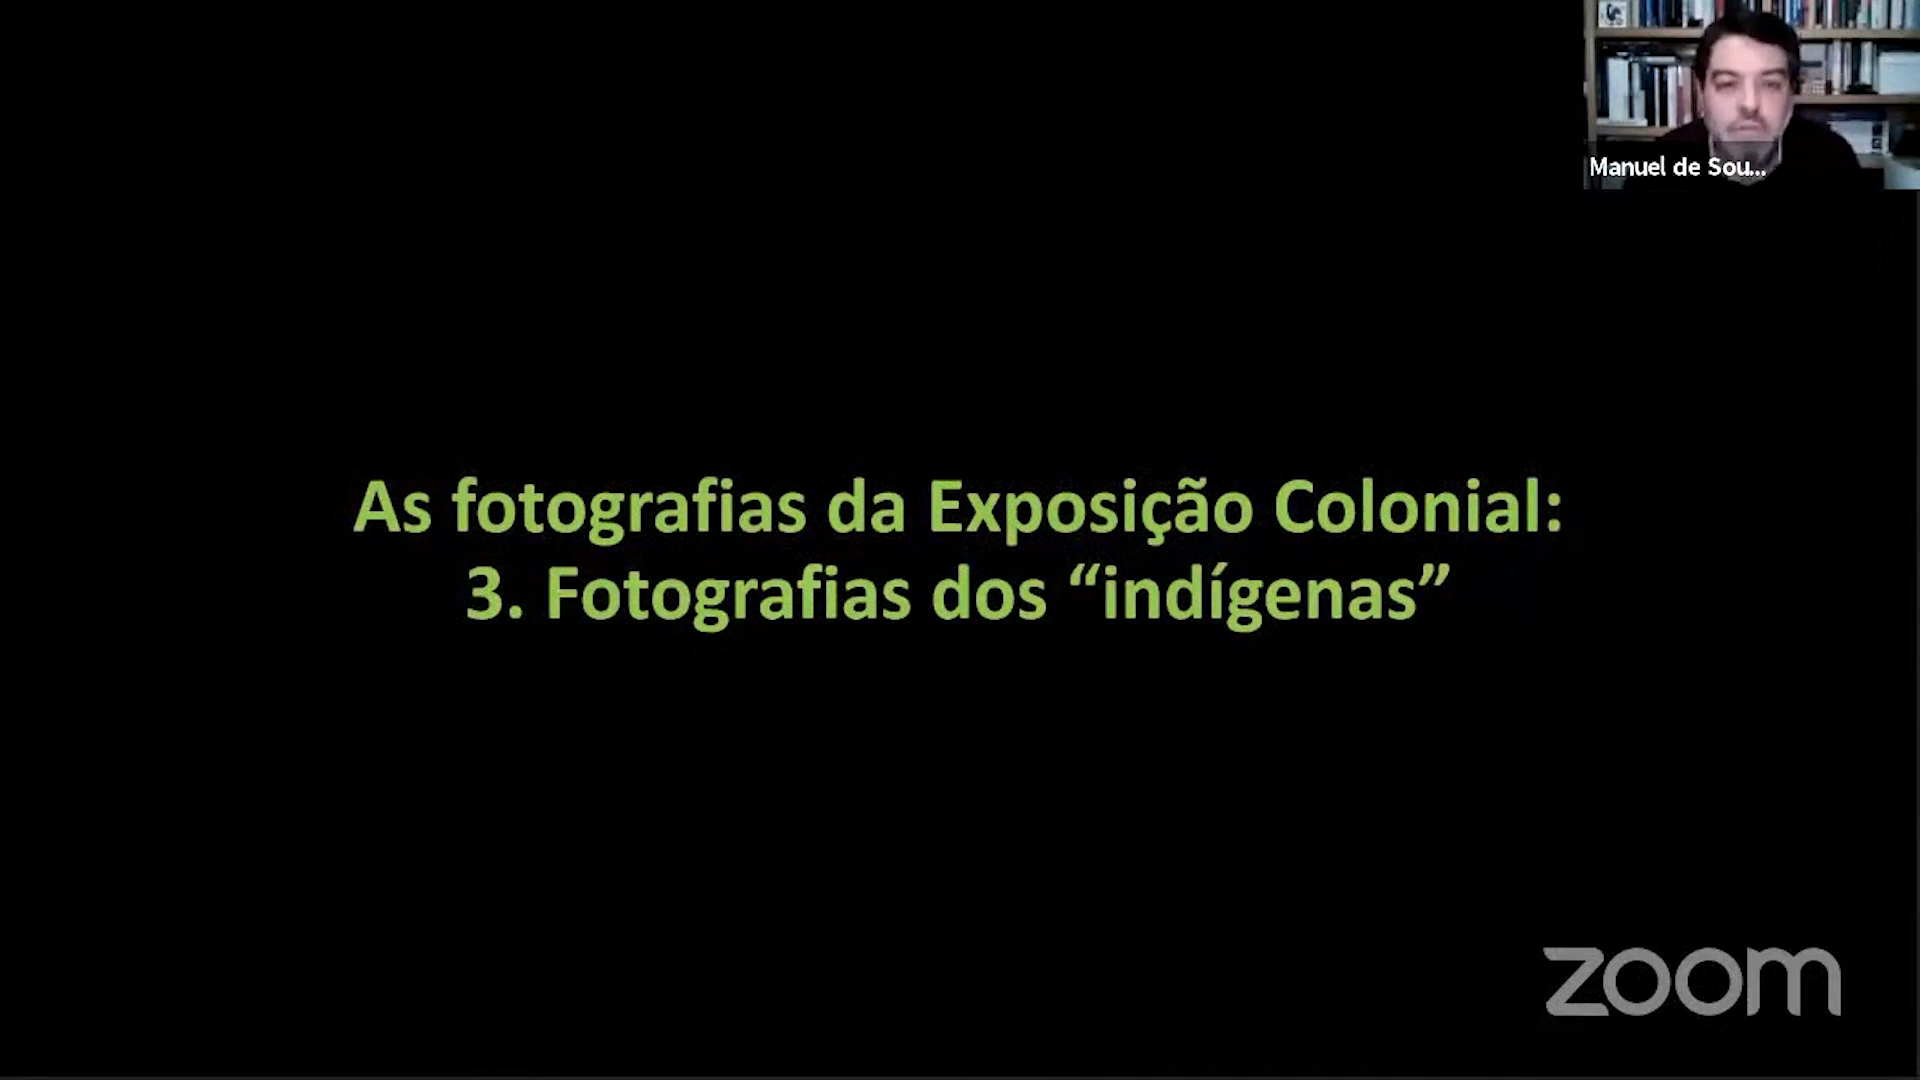 Manuel de Sou...
As fotografias da Exposição Colonial:
3. Fotografias dos “indígenas”
zoom